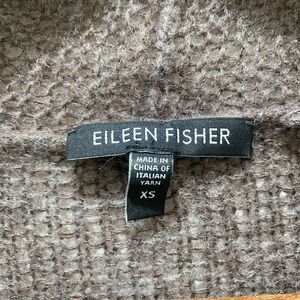 EILEEN FISHER
MADE IN
CHINA OF
ITALIAN
YARN
XS